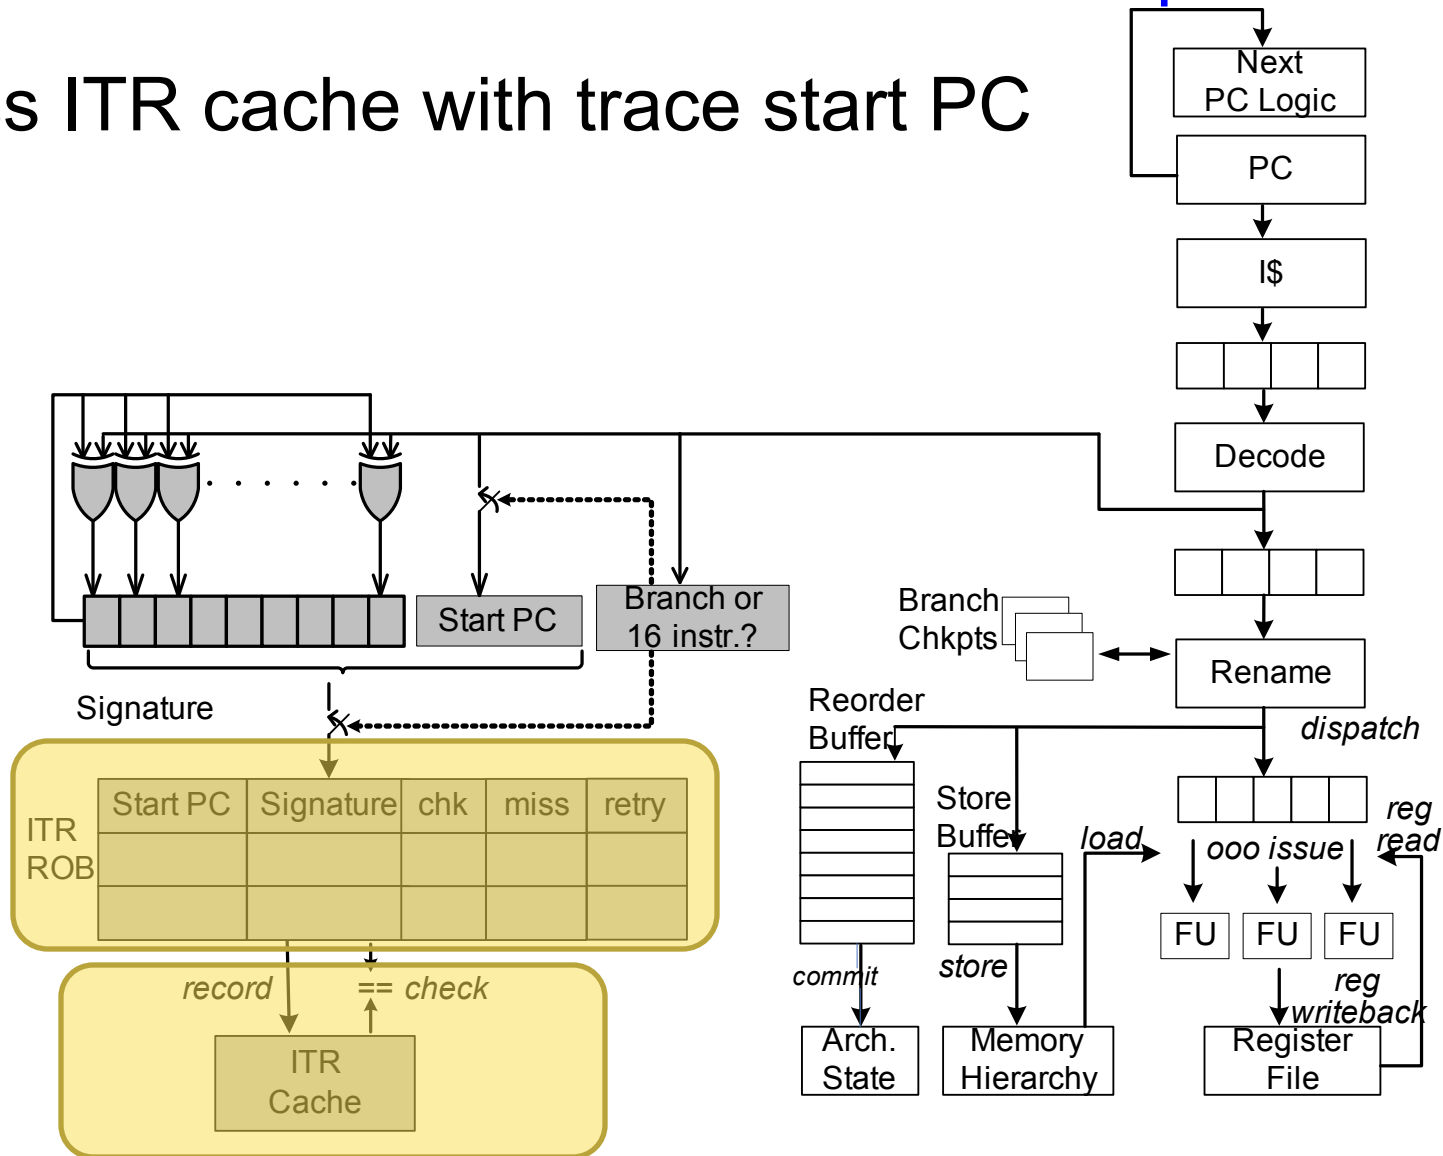 s ITR cache with trace start PC
Next
PC Logic
PC
I$
Decode
Start PC
Branch or
16 instr.?
Branch
Chkpts
Rename
Signature
Reorder
Buffer
dispatch
Start PC Signature chk miss retry
ITR
ROB
Store
Buffer
load
ooo issue
reg
read
FU FU FU
record == check
commit
store
reg
writeback
ITR
Cache
Arch.
State
Memory
Hierarchy
Register
File